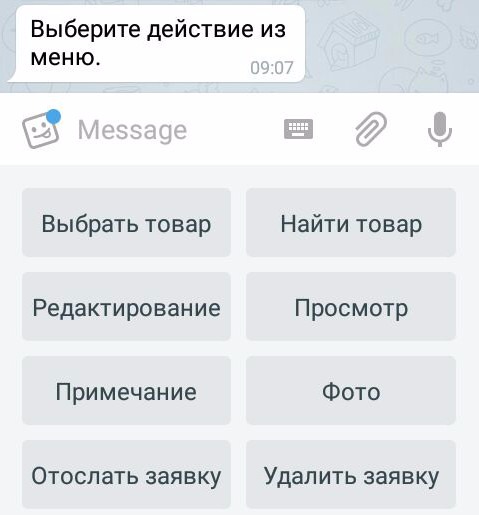 Выберите действие из
меню.
09:07
Message
Выбрать товар
Найти товар
Редактирование
Просмотр
Примечание
Фото
Отослать заявку
Удалить заявку